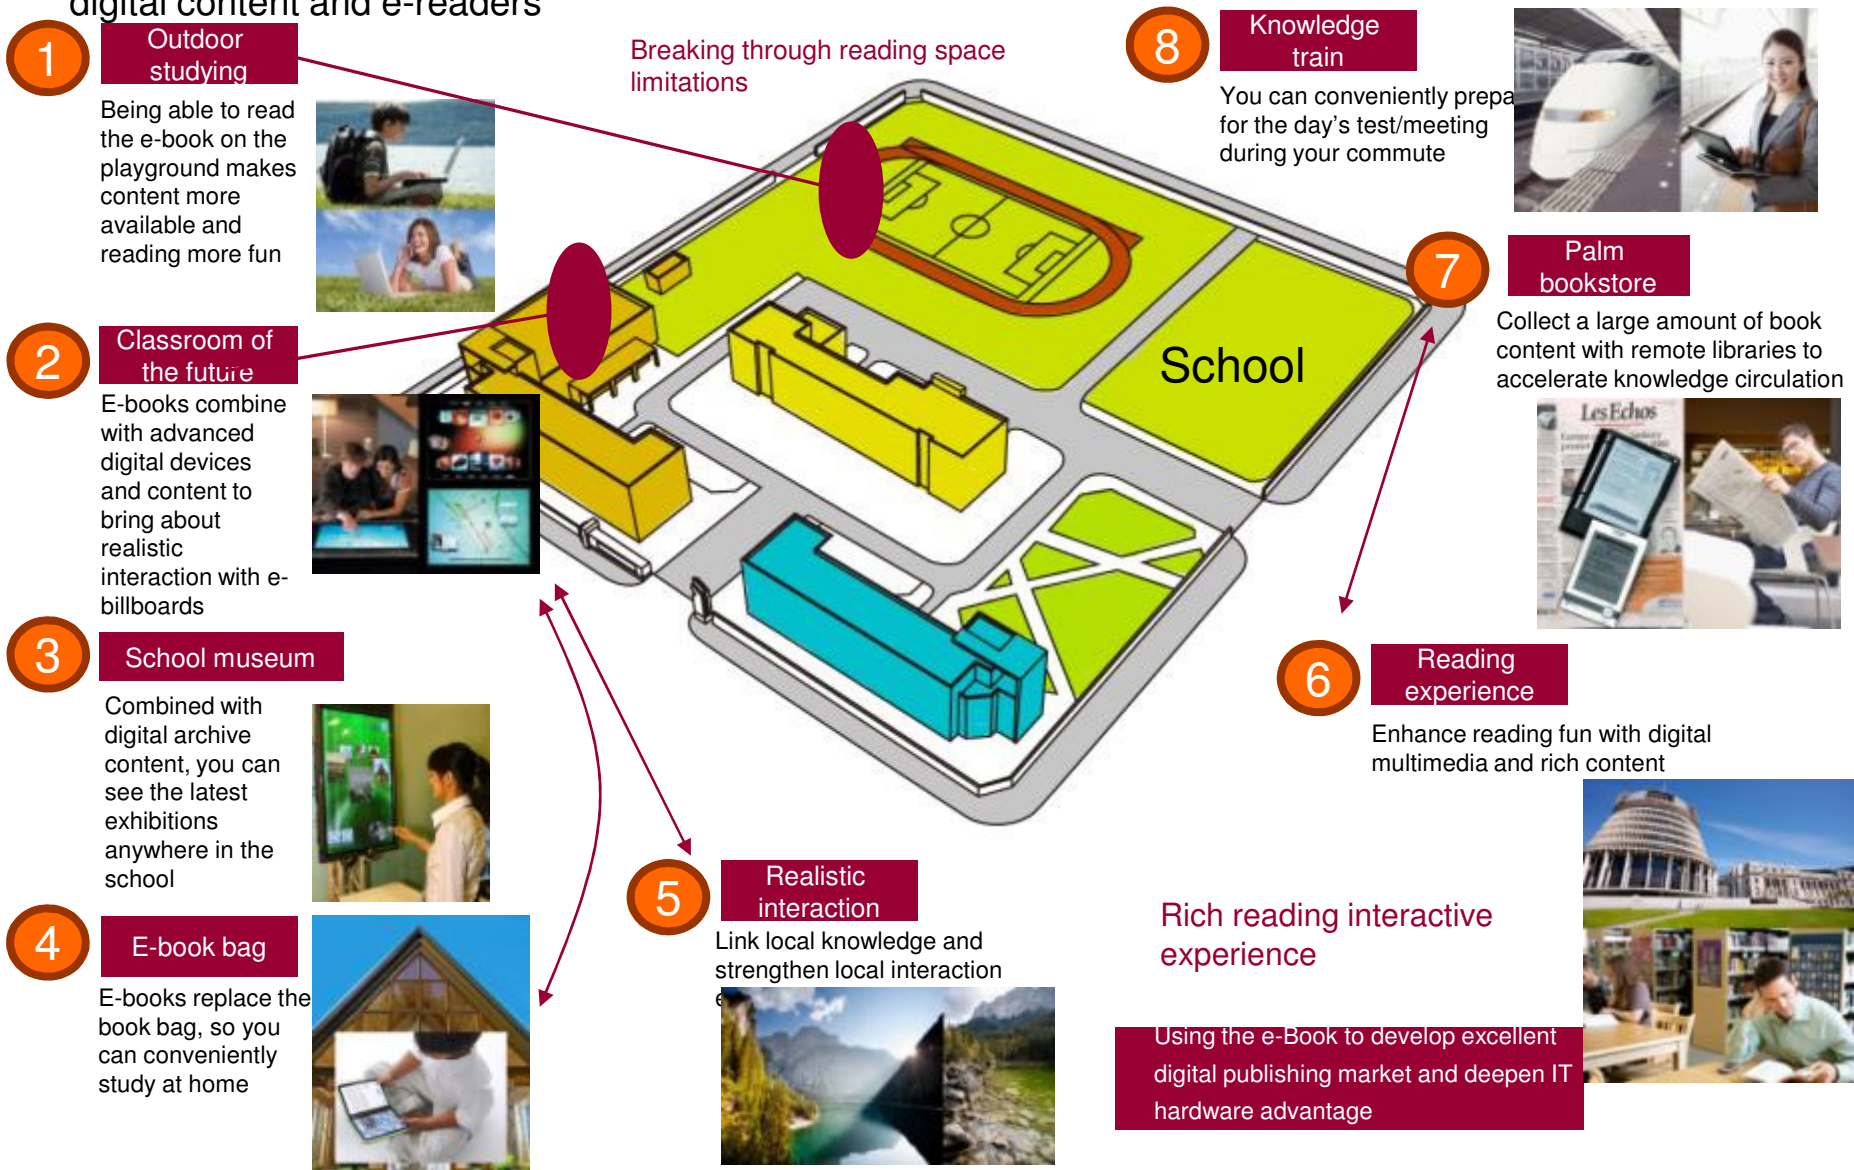 digital content and e-readers
1
Outdoor
studying
Being able to read
the e-book on the
playground makes
content more
available and
reading more fun
2
Classroom of
the future
E-books combine
with advanced
digital devices
and content to
bring about
realistic
interaction with e-
billboards
3
School museum
Combined with
digital archive
content, you can
see the latest
exhibitions
anywhere in the
school
4
E-book bag
E-books replace the
book bag, so you
can conveniently
study at home
Breaking through reading space
limitations
School
5
Realistic
interaction
Link local knowledge and
strengthen local interaction
8
Knowledge
train
You can conveniently prepa
for the day's test/meeting
during your commute
7
Palm
bookstore
Collect a large amount of book
content with remote libraries to
accelerate knowledge circulation
Les Echos
6
Reading
experience
Enhance reading fun with digital
multimedia and rich content
Rich reading interactive
experience
Using the e-Book to develop excellent
digital publishing market and deepen IT
hardware advantage